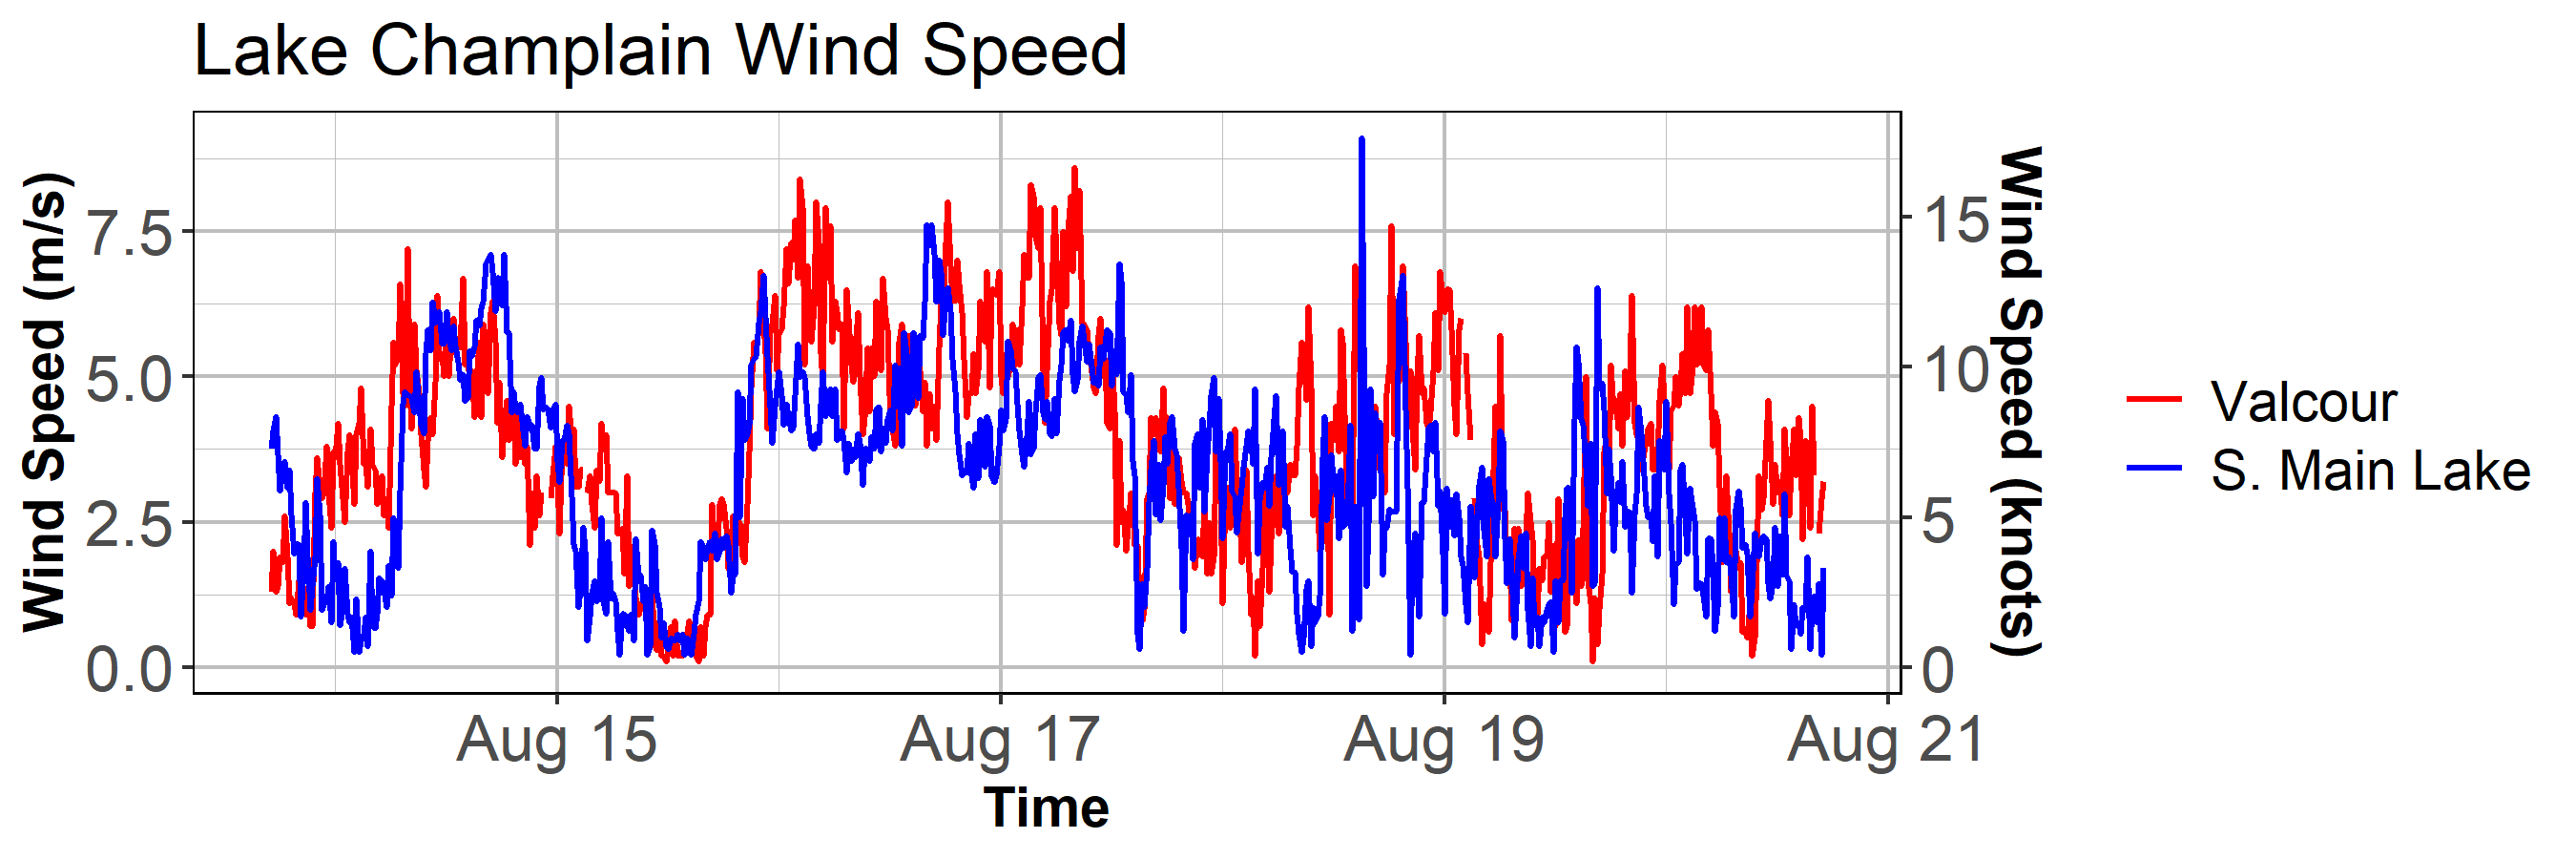 Lake Champlain Wind Speed
Wind Speed (m/s)
7.5
5.0
2.5
0.0
15
10
5
0
Wind Speed (knots)
Aug 15
Aug 17
Aug 19
Aug 21
Time
Valcour
S. Main Lake